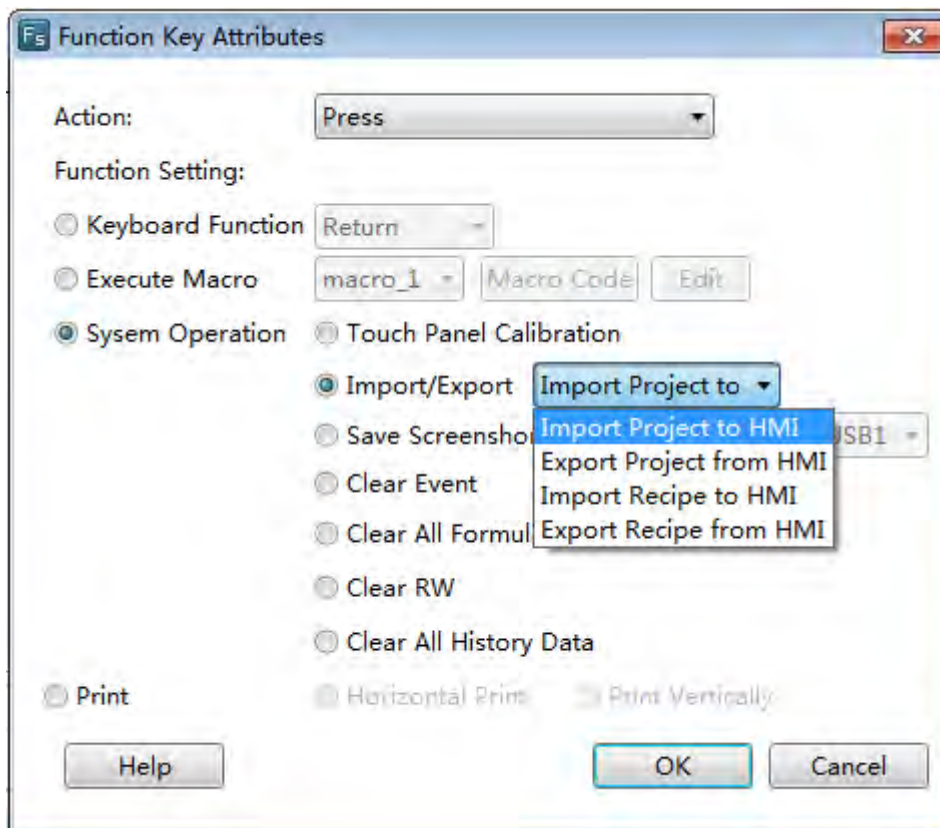 Fs Function Key Attributes
Action: Press
Function Setting:
Keyboard Function Return
Execute Macro macro_1 Macro Code Edit
Sysem Operation Touch Panel Calibration
Import/Export Import Project to
Import Project to HMI
Save Screenshot
Export Project from HMI
Clear Event
Import Recipe to HMI
Clear All Formul
Export Recipe from HMI
Clear RW
Clear All History Data
Print Horizontal Print Print Vertically
Help OK Cancel